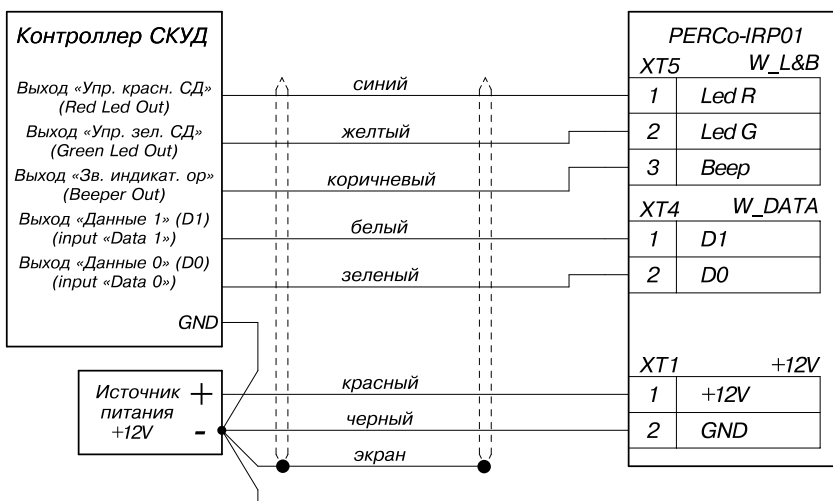 Контроллер СКУД
Выход «Упр. красн. СД»
(Red Led Out)
Выход «Упр. зел. СД»
(Green Led Out)
Выход «Зв. индикат. ор»
(Beeper Out)
Выход «Данные 1» (D1)
(input «Data 1»)
Выход «Данные 0» (D0)
(input «Data 0»)
GND
Источник
питания
+12V
+
-
синий
желтый
коричневый
белый
зеленый
красный
черный
экран
PERCo-IRP01
XT5 W_L&B
1 Led R
2 Led G
3 Beep
XT4 W_DATA
1 D1
2 D0
XT1 +12V
1 +12V
2 GND